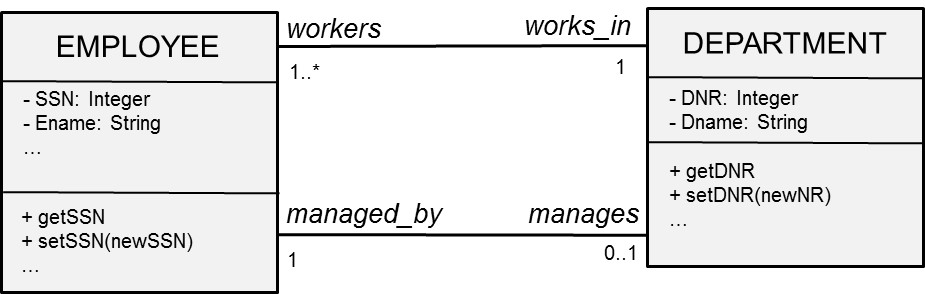 EMPLOYEE
- SSN: Integer
- Ename: String
...
+ getSSN
+ setSSN(newSSN)
...
workers works_in
1..* 1
managed_by manages
1 0..1
DEPARTMENT
- DNR: Integer
- Dname: String
+ getDNR
+ setDNR(newNR)
...